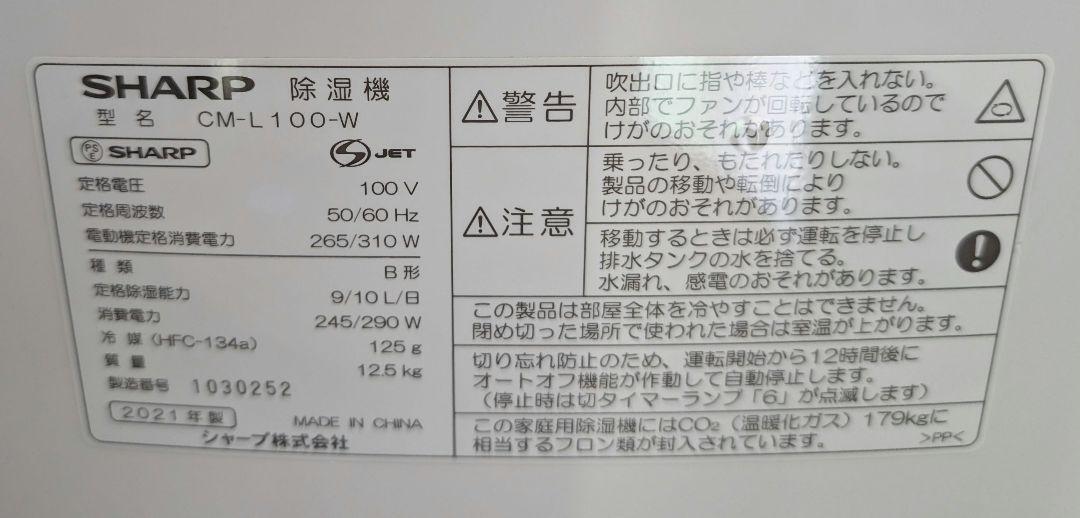 SHARP 除湿機
型名 CM-L100-W
PSE SHARP
S JET
定格電圧 100 V
定格周波数 50/60 Hz
電動機定格消費電力 265/310 W
種類 B形
定格除湿能力 9/10 L/日
消費電力 245/290 W
冷媒 (HFC-134a) 125 g
質量 12.5 kg
製造番号 1030252
2021年製 MADE IN CHINA
シャープ株式会社
警告
吹出口に指や棒などを入れない。
内部でファンが回転しているので
けがのおそれがあります。
注意
乗ったり、もたれたりしない。
製品の移動や転倒により
けがのおそれがあります。
移動するときは必ず運転を停止し
排水タンクの水を捨てる。
水漏れ、感電のおそれがあります。
この製品は部屋全体を冷やすことはできません。
閉め切った場所で使われた場合は室温が上がります。
切り忘れ防止のため、運転開始から12時間後に
オートオフ機能が作動して自動停止します。
(停止時は切タイマーランプ「6」が点滅します)
この家庭用除湿機にはCO₂(温暖化ガス)179kgに
相当するフロン類が封入されています。
>PP<